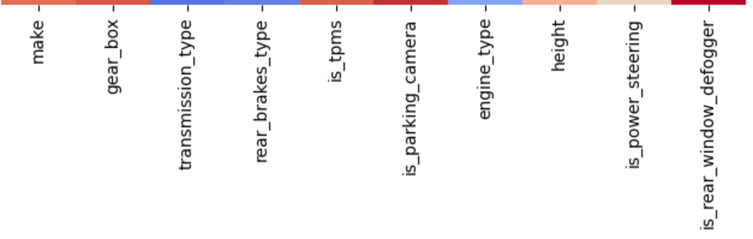 make
gear_box
transmission_type
rear_brakes_type
is_tpms
is_parking_camera
engine_type
height
is_power_steering
is_rear_window_defogger